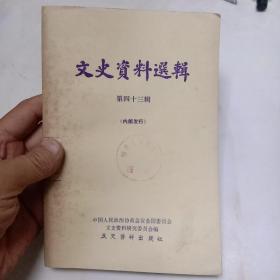 文史資料選輯
第四十三辑
(内部发行)
中国人民政治协商会议全国委员会
文史资料研究委员会编
文史资料出版社